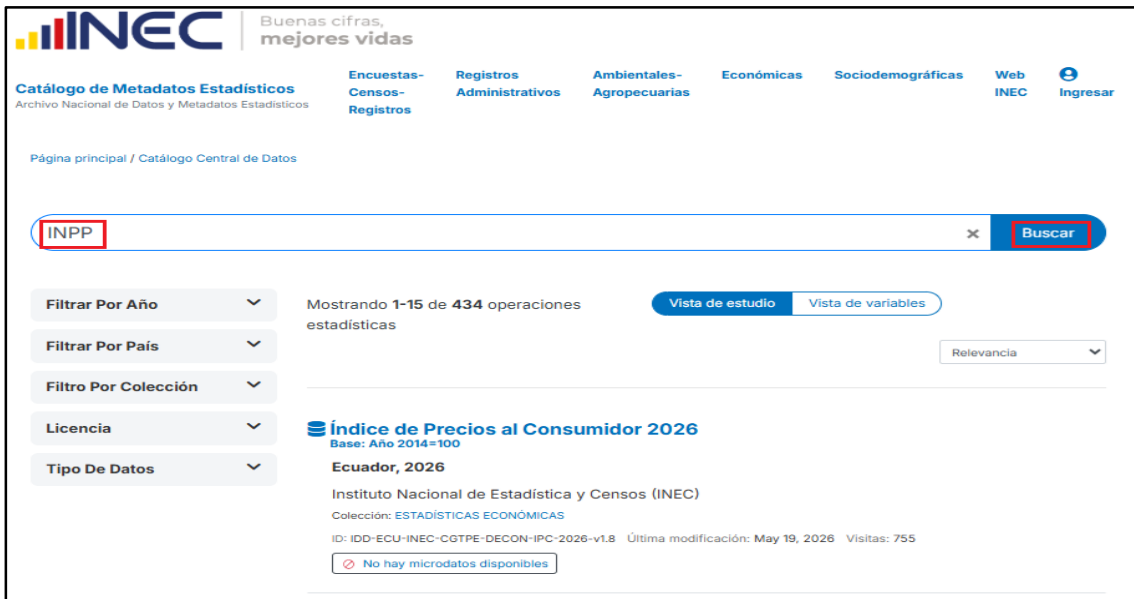 INEC
Buenas cifras,
mejores vidas
Catálogo de Metadatos Estadísticos
Archivo Nacional de Datos y Metadatos Estadísticos
Encuestas-
Censos-
Registros
Registros
Administrativos
Ambientales-
Agropecuarias
Económicas
Sociodemográficas
Web
INEC
Ingresar
Página principal / Catálogo Central de Datos
INPP
×
Buscar
Filtrar Por Año
Filtrar Por País
Filtro Por Colección
Licencia
Tipo De Datos
Mostrando 1-15 de 434 operaciones
estadísticas
Vista de estudio
Vista de variables
Relevancia
Índice de Precios al Consumidor 2026
Base: Año 2014=100
Ecuador, 2026
Instituto Nacional de Estadística y Censos (INEC)
Colección: ESTADÍSTICAS ECONÓMICAS
ID: IDD-ECU-INEC-CGTPE-DECON-IPC-2026-v1.8 Última modificación: May 19, 2026 Visitas: 755
No hay microdatos disponibles